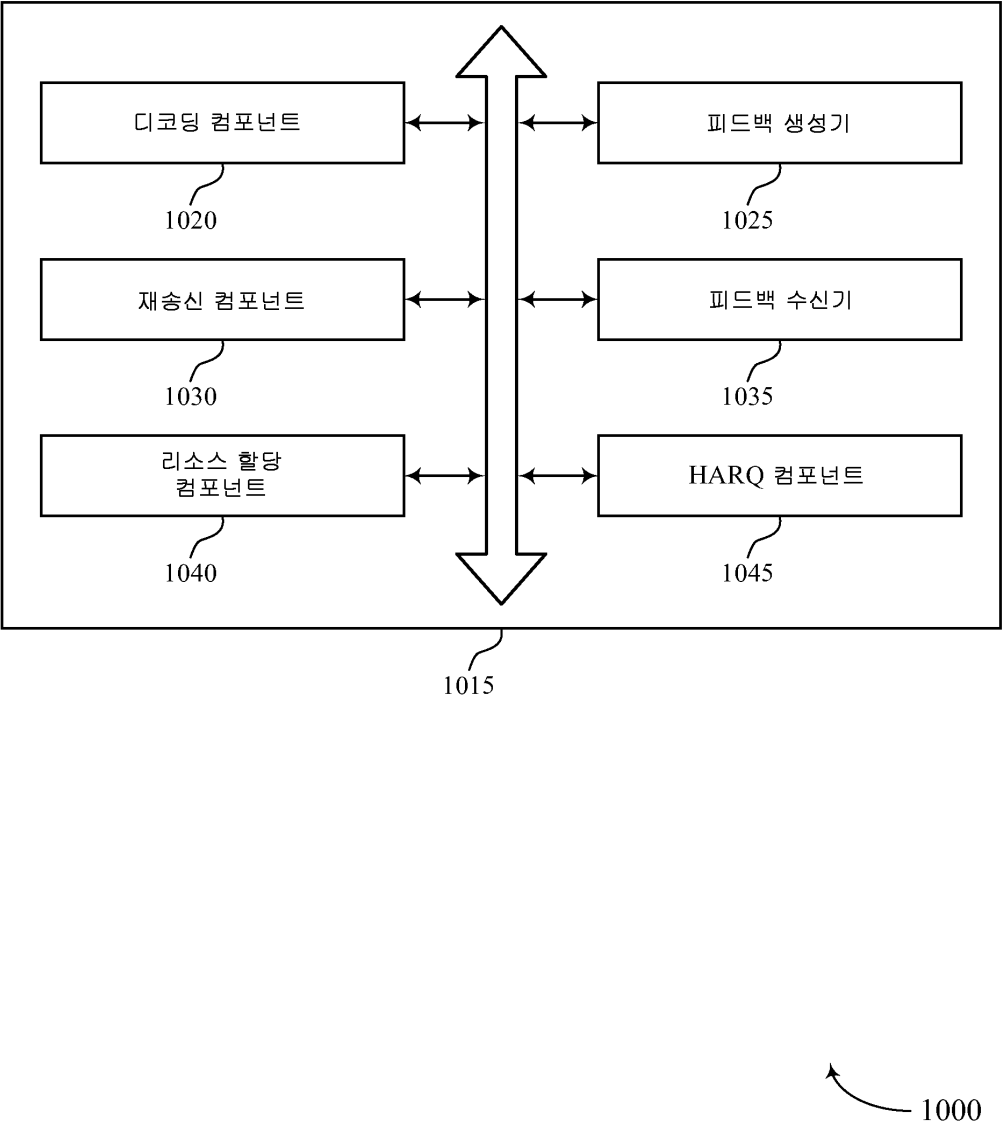 디코딩 컴포넌트
피드백 생성기
1020
1025
재송신 컴포넌트
피드백 수신기
1030
1035
리소스 할당
컴포넌트
HARQ 컴포넌트
1040
1045
1015
1000